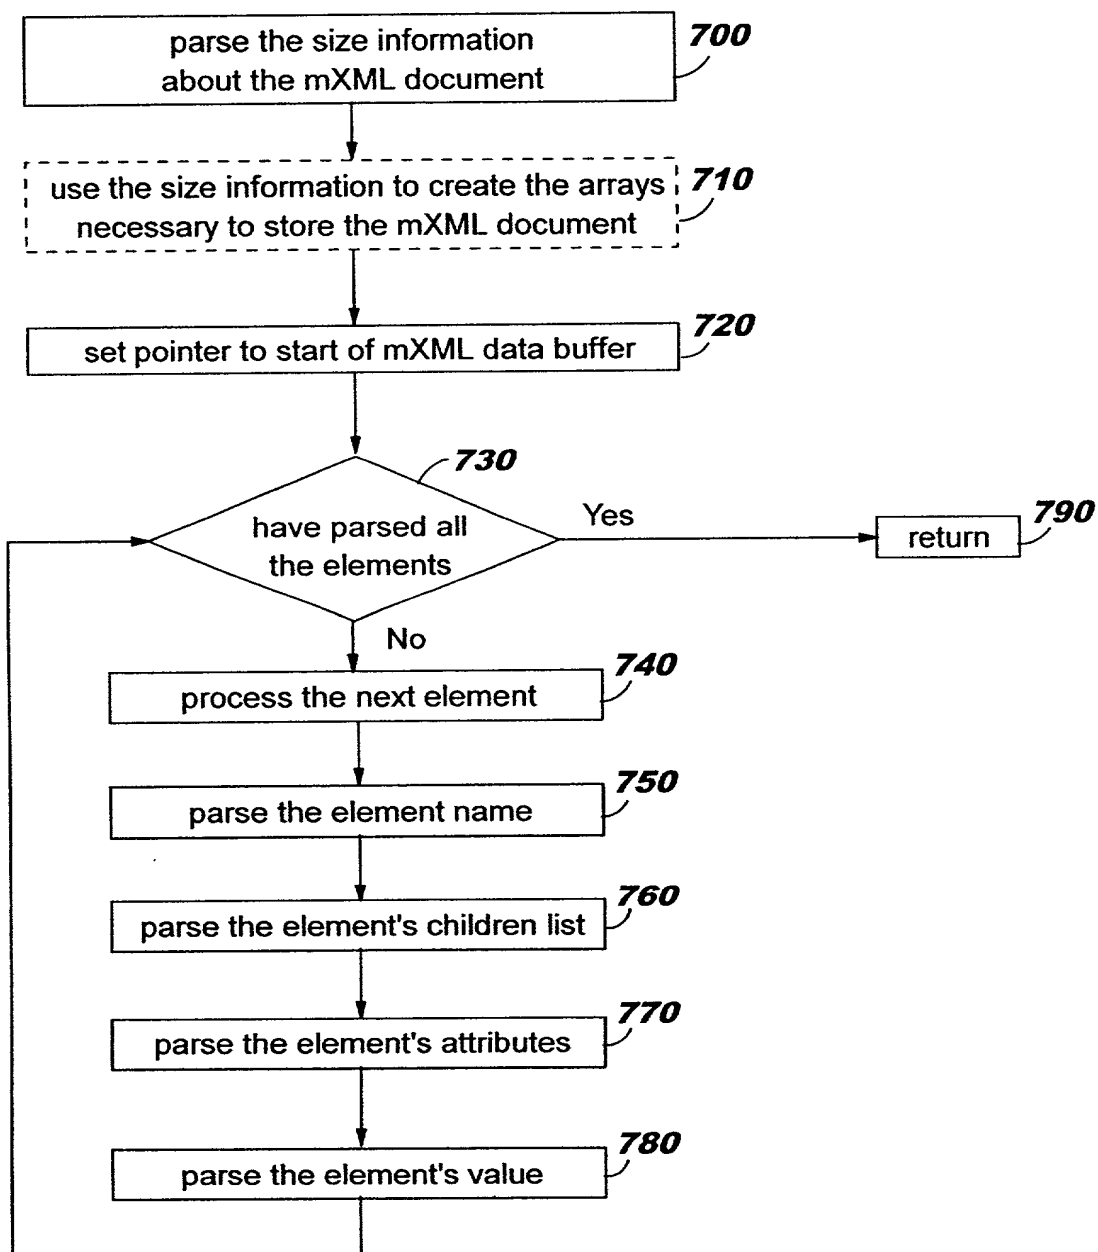 parse the size information
about the mXML document
700
use the size information to create the arrays
necessary to store the mXML document
710
set pointer to start of mXML data buffer
720
730
have parsed all
the elements
Yes
return
790
No
process the next element
740
parse the element name
750
parse the element's children list
760
parse the element's attributes
770
parse the element's value
780